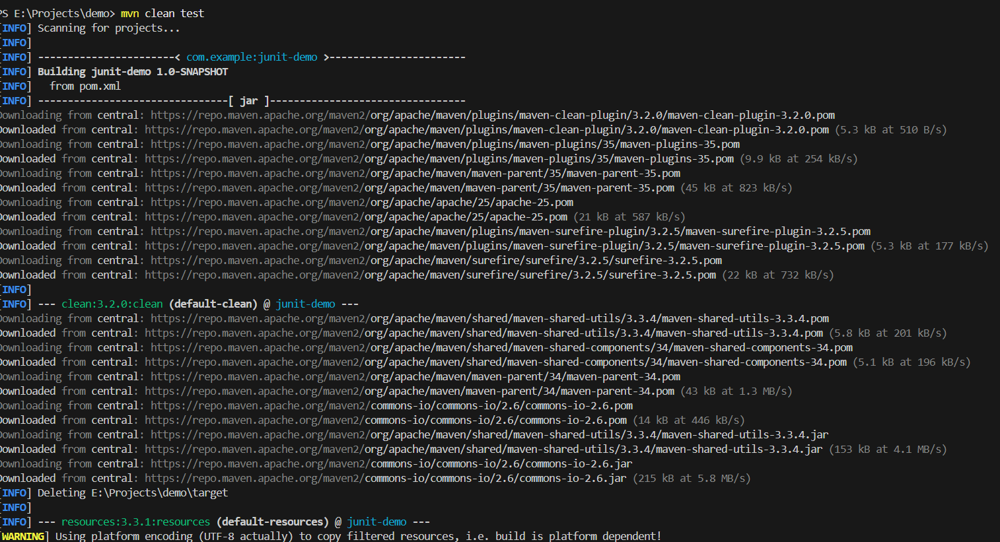 PS E:\Projects\demo> mvn clean test
[INFO] Scanning for projects...
[INFO]
[INFO] -----------------------< com.example:junit-demo >-----------------------
[INFO] Building junit-demo 1.0-SNAPSHOT
[INFO]   from pom.xml
[INFO] --------------------------------[ jar ]---------------------------------
Downloading from central: https://repo.maven.apache.org/maven2/org/apache/maven/plugins/maven-clean-plugin/3.2.0/maven-clean-plugin-3.2.0.pom
Downloaded from central: https://repo.maven.apache.org/maven2/org/apache/maven/plugins/maven-clean-plugin/3.2.0/maven-clean-plugin-3.2.0.pom (5.3 kB at 510 B/s)
Downloading from central: https://repo.maven.apache.org/maven2/org/apache/maven/plugins/maven-plugins/35/maven-plugins-35.pom
Downloaded from central: https://repo.maven.apache.org/maven2/org/apache/maven/plugins/maven-plugins/35/maven-plugins-35.pom (9.9 kB at 254 kB/s)
Downloading from central: https://repo.maven.apache.org/maven2/org/apache/maven/maven-parent/35/maven-parent-35.pom
Downloaded from central: https://repo.maven.apache.org/maven2/org/apache/maven/maven-parent/35/maven-parent-35.pom (45 kB at 823 kB/s)
Downloading from central: https://repo.maven.apache.org/maven2/org/apache/apache/25/apache-25.pom
Downloaded from central: https://repo.maven.apache.org/maven2/org/apache/apache/25/apache-25.pom (21 kB at 587 kB/s)
Downloading from central: https://repo.maven.apache.org/maven2/org/apache/maven/plugins/maven-surefire-plugin/3.2.5/maven-surefire-plugin-3.2.5.pom
Downloaded from central: https://repo.maven.apache.org/maven2/org/apache/maven/plugins/maven-surefire-plugin/3.2.5/maven-surefire-plugin-3.2.5.pom (5.3 kB at 177 kB/s)
Downloading from central: https://repo.maven.apache.org/maven2/org/apache/maven/surefire/surefire/3.2.5/surefire-3.2.5.pom
Downloaded from central: https://repo.maven.apache.org/maven2/org/apache/maven/surefire/surefire/3.2.5/surefire-3.2.5.pom (22 kB at 732 kB/s)
[INFO]
[INFO] --- clean:3.2.0:clean (default-clean) @ junit-demo ---
Downloading from central: https://repo.maven.apache.org/maven2/org/apache/maven/shared/maven-shared-utils/3.3.4/maven-shared-utils-3.3.4.pom
Downloaded from central: https://repo.maven.apache.org/maven2/org/apache/maven/shared/maven-shared-utils/3.3.4/maven-shared-utils-3.3.4.pom (5.8 kB at 201 kB/s)
Downloading from central: https://repo.maven.apache.org/maven2/org/apache/maven/shared/maven-shared-components/34/maven-shared-components-34.pom
Downloaded from central: https://repo.maven.apache.org/maven2/org/apache/maven/shared/maven-shared-components/34/maven-shared-components-34.pom (5.1 kB at 196 kB/s)
Downloading from central: https://repo.maven.apache.org/maven2/org/apache/maven/maven-parent/34/maven-parent-34.pom
Downloaded from central: https://repo.maven.apache.org/maven2/org/apache/maven/maven-parent/34/maven-parent-34.pom (43 kB at 1.3 MB/s)
Downloading from central: https://repo.maven.apache.org/maven2/commons-io/commons-io/2.6/commons-io-2.6.pom
Downloaded from central: https://repo.maven.apache.org/maven2/commons-io/commons-io/2.6/commons-io-2.6.pom (14 kB at 446 kB/s)
Downloading from central: https://repo.maven.apache.org/maven2/org/apache/maven/shared/maven-shared-utils/3.3.4/maven-shared-utils-3.3.4.jar
Downloaded from central: https://repo.maven.apache.org/maven2/org/apache/maven/shared/maven-shared-utils/3.3.4/maven-shared-utils-3.3.4.jar (153 kB at 4.1 MB/s)
Downloading from central: https://repo.maven.apache.org/maven2/commons-io/commons-io/2.6/commons-io-2.6.jar
Downloaded from central: https://repo.maven.apache.org/maven2/commons-io/commons-io/2.6/commons-io-2.6.jar (215 kB at 5.8 MB/s)
[INFO] Deleting E:\Projects\demo\target
[INFO]
[INFO] --- resources:3.3.1:resources (default-resources) @ junit-demo ---
[WARNING] Using platform encoding (UTF-8 actually) to copy filtered resources, i.e. build is platform dependent!